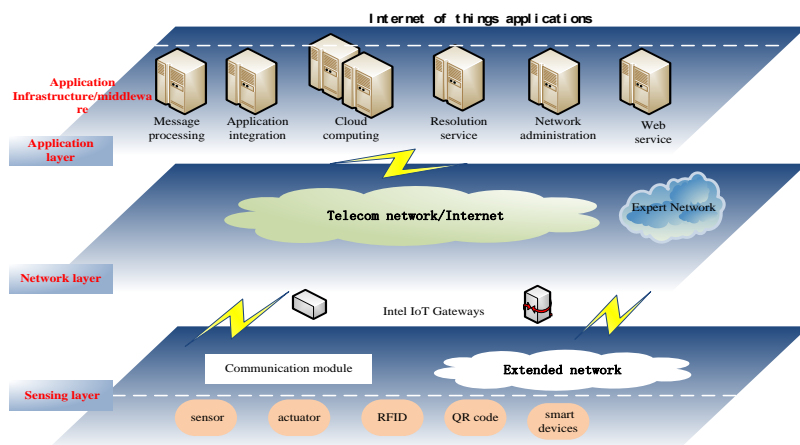 Internet of things applications
Application
Infrastructure/middlewa
re
Message
processing
Application
integration
Cloud
computing
Resolution
service
Network
administration
Web
service
Application
layer
Telecom network/Internet
Expert Network
Network layer
Intel IoT Gateways
Communication module
Extended network
Sensing layer
sensor
actuator
RFID
QR code
smart
devices